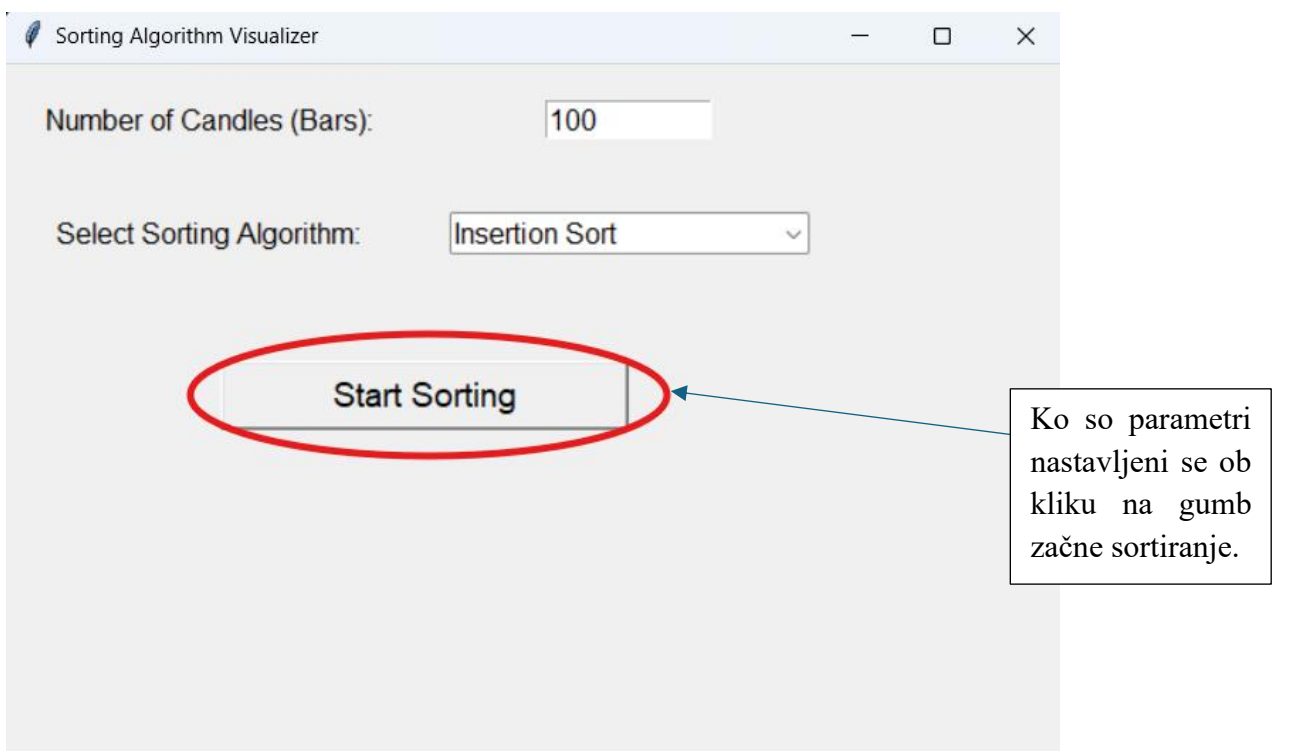 Sorting Algorithm Visualizer
Number of Candles (Bars): 100
Select Sorting Algorithm: Insertion Sort
Start Sorting
Ko so parametri
nastavljeni se ob
kliku na gumb
začne sortiranje.